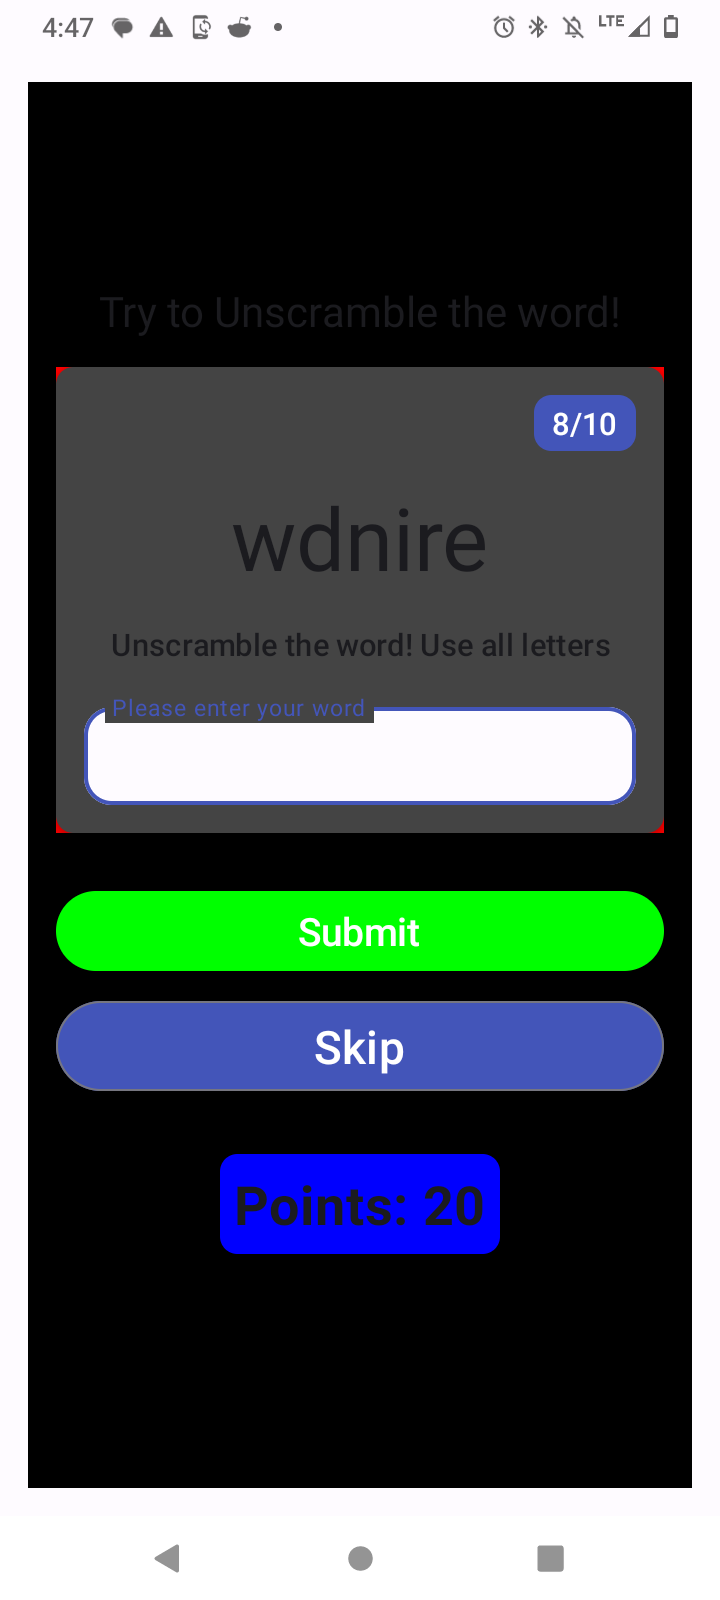 4:47 LTE
Try to Unscramble the word!
8/10
wdnire
Unscramble the word! Use all letters
Please enter your word
Submit
Skip
Points: 20